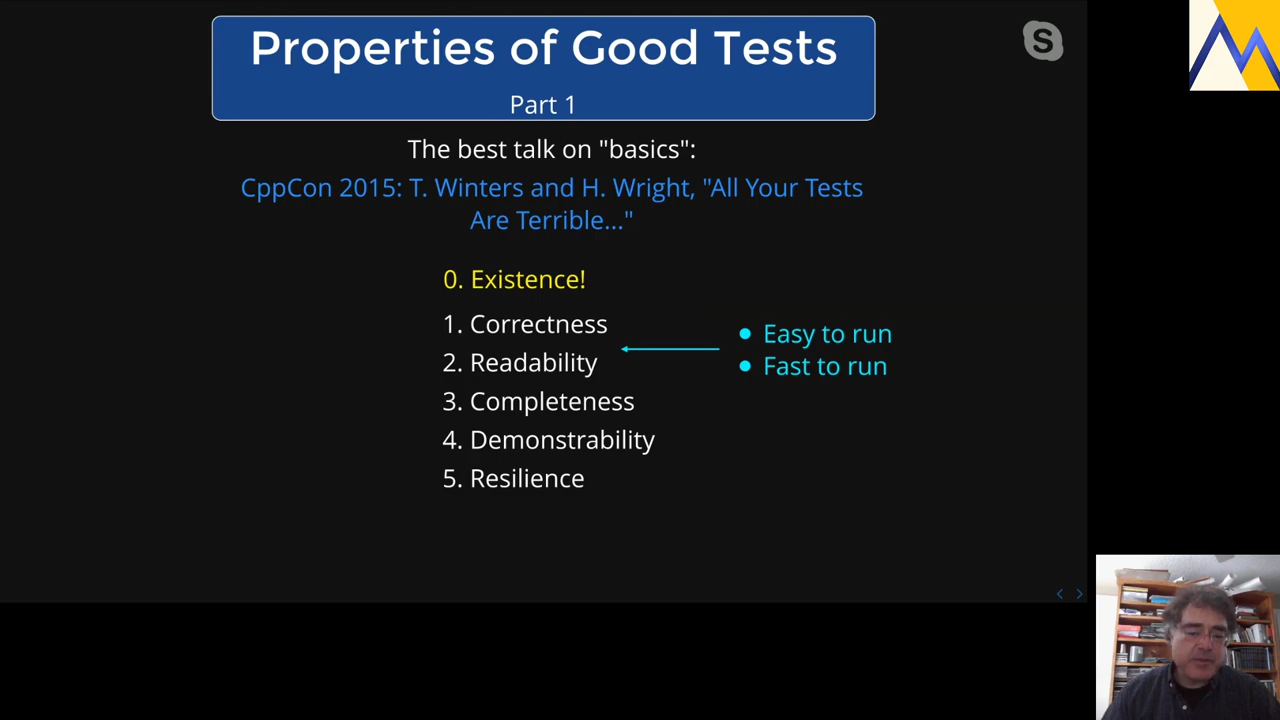 Properties of Good Tests
Part 1
The best talk on "basics":
CppCon 2015: T. Winters and H. Wright, "All Your Tests
Are Terrible..."
0. Existence!
1. Correctness
2. Readability
3. Completeness
4. Demonstrability
5. Resilience
• Easy to run
• Fast to run